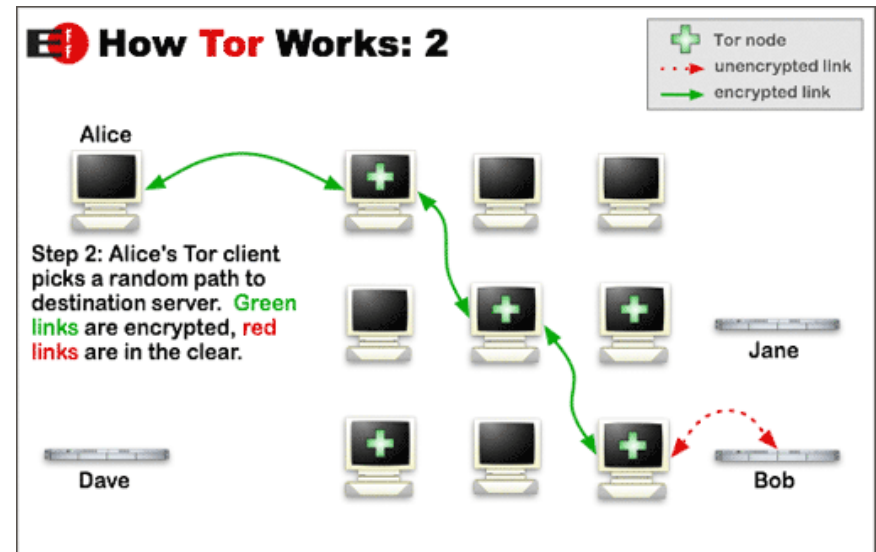 EFF How Tor Works: 2
Tor node
unencrypted link
encrypted link
Alice
Step 2: Alice's Tor client
picks a random path to
destination server. Green
links are encrypted, red
links are in the clear.
Jane
Dave
Bob